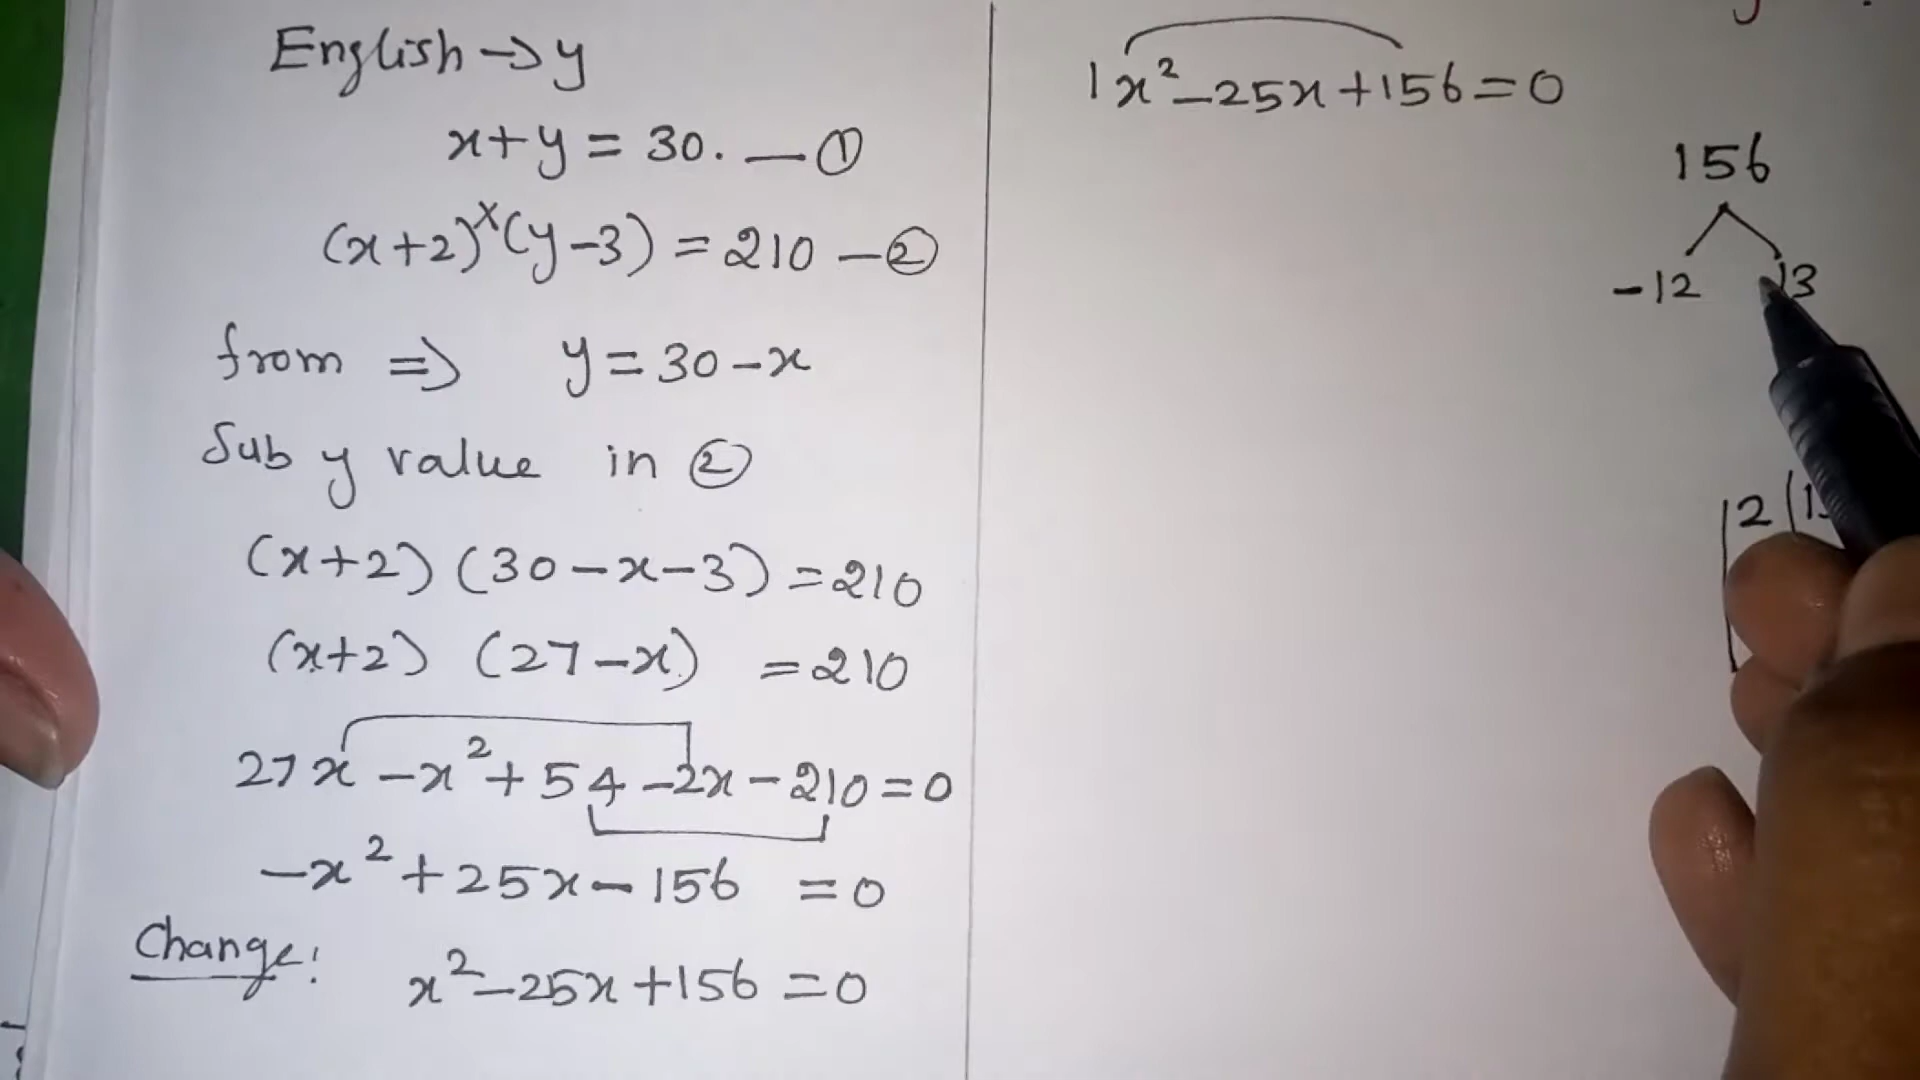 English → y
x+y = 30. — ①
(x+2)×(y-3) = 210 — ②
from ⇒ y = 30 - x
Sub y value in ②
(x+2) (30-x-3) = 210
(x+2) (27-x) = 210
27x - x² + 54 - 2x - 210 = 0
-x² + 25x - 156 = 0
Change: x² - 25x + 156 = 0
1x² - 25x + 156 = 0
156
-12 13
2